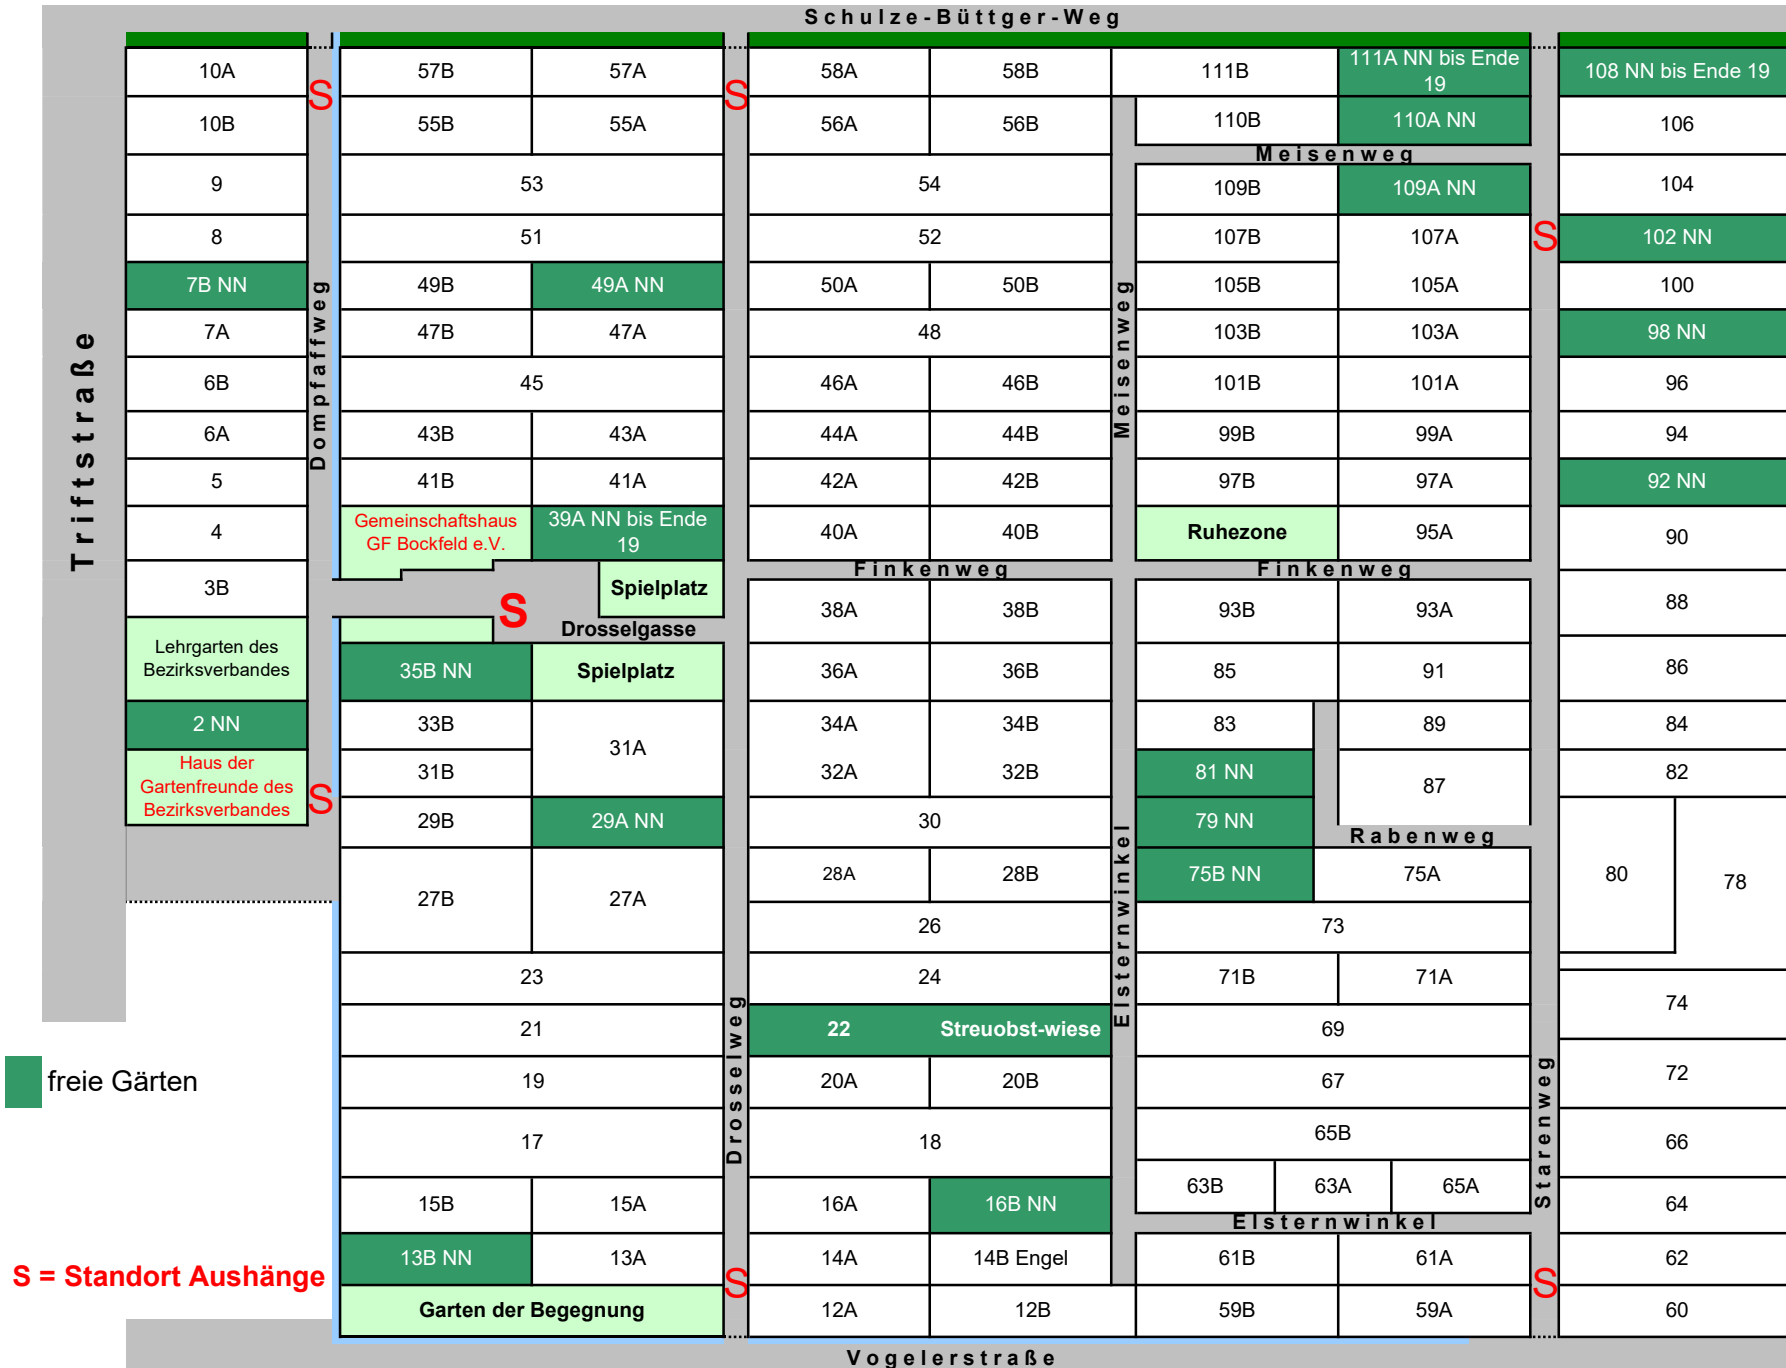 Schulze-Büttger-Weg
10A 57B 57A 58A 58B 111B 111A NN bis Ende 19 108 NN bis Ende 19
S S
10B 55B 55A 56A 56B 110B 110A NN 106
Meisenweg
9 53 54 109B 109A NN 104
8 51 52 107B 107A S 102 NN
7B NN 49B 49A NN 50A 50B 105B 105A 100
7A 47B 47A 48 103B 103A 98 NN
Triftstraße
Dompfaffweg
Meisenweg
6B 45 46A 46B 101B 101A 96
6A 43B 43A 44A 44B 99B 99A 94
5 41B 41A 42A 42B 97B 97A 92 NN
4 Gemeinschaftshaus GF Bockfeld e.V. 39A NN bis Ende 19 40A 40B Ruhezone 95A 90
Finkenweg Finkenweg
3B S Spielplatz 38A 38B 93B 93A 88
Drosselgasse
Lehrgarten des
Bezirksverbandes
35B NN Spielplatz 36A 36B 85 91 86
2 NN 33B 31A 34A 34B 83 89 84
Haus der
Gartenfreunde des
Bezirksverbandes
S
31B 32A 32B 81 NN 87 82
29B 29A NN 30 79 NN
Rabenweg
27B 27A 28A 28B 75B NN 75A 80 78
26 73
Elsternwinkel
23 24 71B 71A 74
21 22 Streuobst-wiese 69
Drosselweg
freie Gärten
19 20A 20B 67 72
17 18 65B 66
Starenweg
63B 63A 65A
15B 15A 16A 16B NN 64
Elsternwinkel
13B NN 13A 14A 14B Engel 61B 61A 62
S = Standort Aushänge
S S
Garten der Begegnung 12A 12B 59B 59A 60
Vogelerstraße